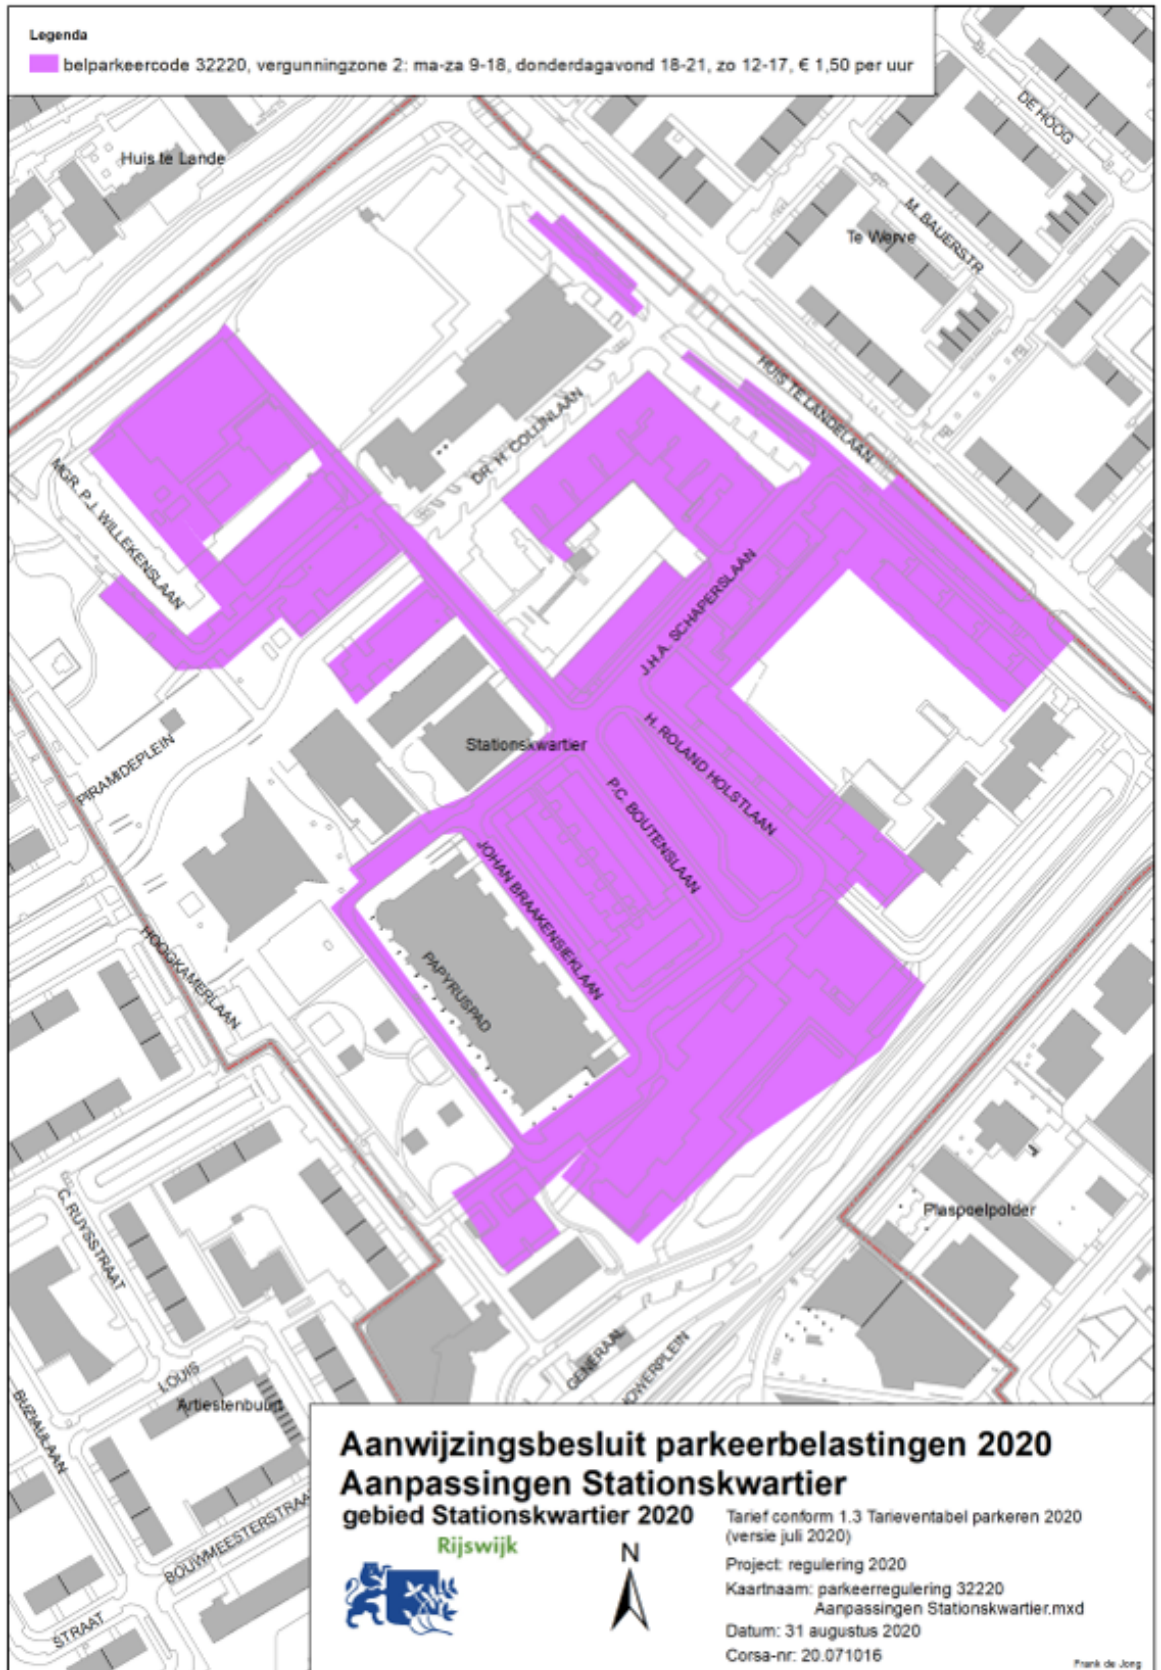 Legenda
belparkeercode 32220, vergunningzone 2: ma-za 9-18, donderdagavond 18-21, zo 12-17, € 1,50 per uur
DE HOOG
Huis te Lande
M. BAUERSTR
Te Werve
HUIS TE LANDELAAN
DR. H. COLIJNLAAN
MGR. P.J. WILLEKENSLAAN
J.H.A. SCHAPERSLAAN
H. ROLAND HOLSTLAAN
Stationskwartier
PIRAMIDEPLEIN
P.C. BOUTENSLAAN
JOHAN BRAAKENSIEKLAAN
PAPYRUSPAD
HOOGKAMERLAAN
Plaspoelpolder
C. RUYSSTRAAT
GENERAAL
LOUIS
Artiestenbuurt
BUZIAULAAN
BOUWMEESTERSTRAA
STRAAT
Aanwijzingsbesluit parkeerbelastingen 2020
Aanpassingen Stationskwartier
gebied Stationskwartier 2020
Rijswijk
N
Tarief conform 1.3 Tarieventabel parkeren 2020
(versie juli 2020)
Project: regulering 2020
Kaartnaam: parkeerregulering 32220
Aanpassingen Stationskwartier.mxd
Datum: 31 augustus 2020
Corsa-nr: 20.071016
Frank de Jong